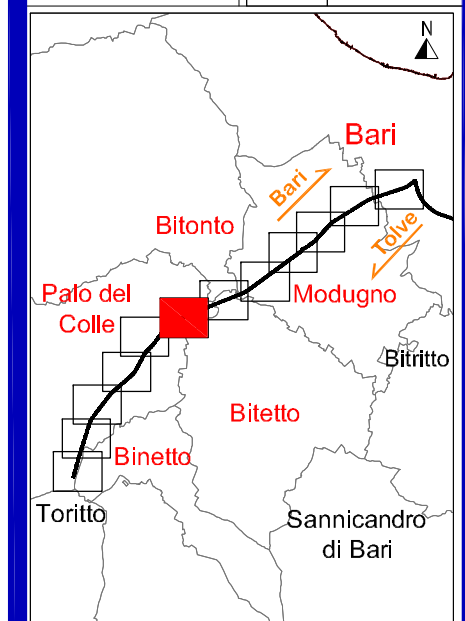 N
Bari
Bari
Tolve
Bitonto
Palo del
Colle
Modugno
Bitritto
Bitetto
Binetto
Toritto
Sannicandro
di Bari